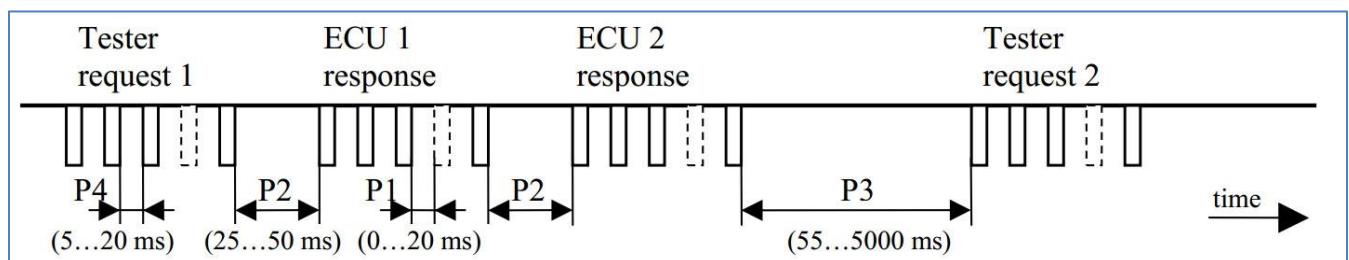 Tester
request 1
ECU 1
response
ECU 2
response
Tester
request 2
P4
P2
P1
P2
P3
time
(5...20 ms)
(25...50 ms)
(0...20 ms)
(55...5000 ms)